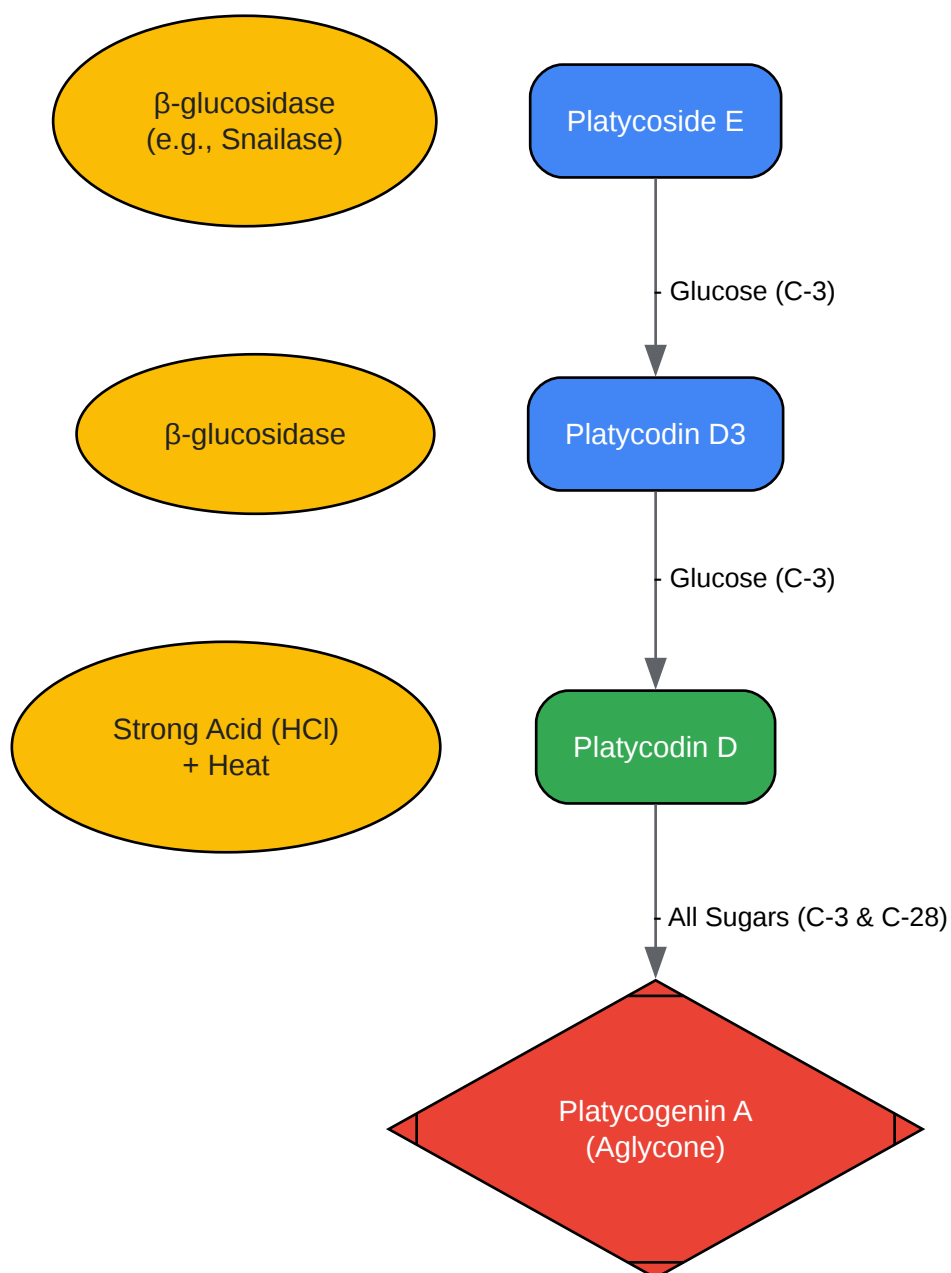 β-glucosidase
(e.g., Snailase)
Platycoside E
- Glucose (C-3)
β-glucosidase
Platycodin D3
- Glucose (C-3)
Strong Acid (HCl)
+ Heat
Platycodin D
- All Sugars (C-3 & C-28)
Platycogenin A
(Aglycone)